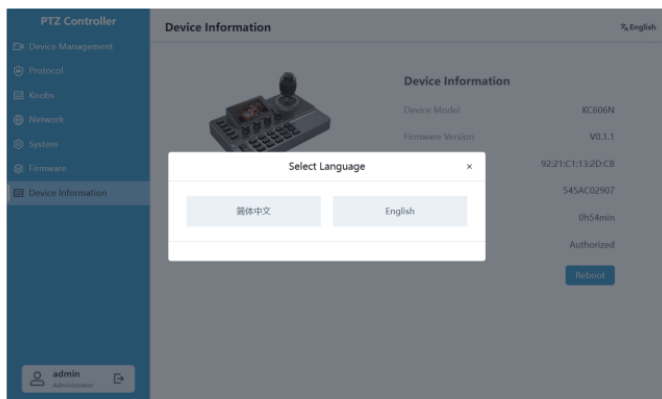 PTZ Controller
Device Management
Protocol
Knobs
Network
System
Firmware
Device Information
admin
Administrator
Device Information
English
Device Information
Device Model KC606N
Firmware Version V0.1.1
92:21:C1:13:2D:CB
545AC02907
0h54min
Authorized
Reboot
Select Language ×
简体中文 English